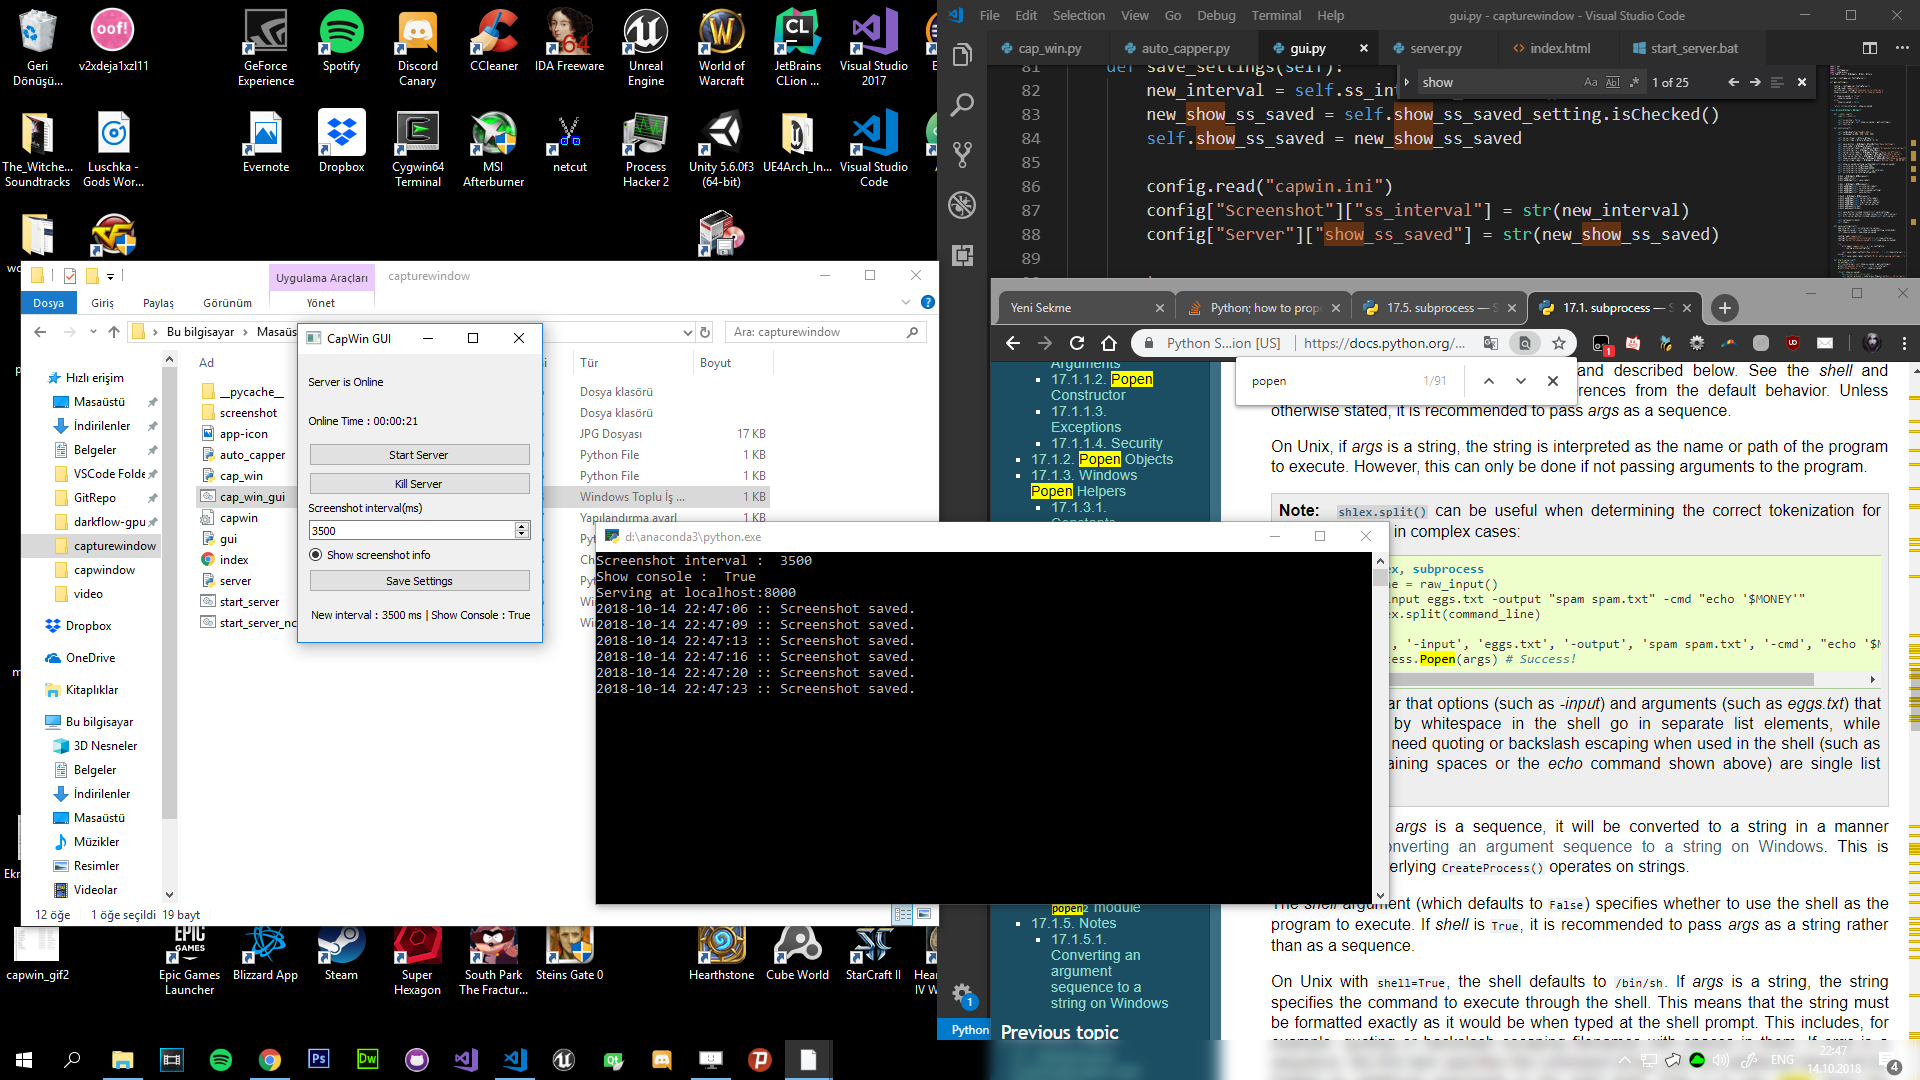 Geri
Dönüşü...
oof!
v2xdeja1xzl11
GeForce
Experience
Spotify
Discord
Canary
CCleaner
64
IDA Freeware
Unreal
Engine
World of
Warcraft
CL
JetBrains
CLion ...
Visual Studio
2017
The_Witche...
Soundtracks
Luschka -
Gods Wor...
Evernote
Dropbox
Cygwin64
Terminal
MSI
Afterburner
netcut
Process
Hacker 2
Unity 5.6.0f3
(64-bit)
UE4Arch_In...
Visual Studio
Code
Uygulama Araçları
capturewindow
Dosya
Giriş
Paylaş
Görünüm
Yönet
Bu bilgisayar
Masaüs
Ara: capturewindow
Ad
Tür
Boyut
Hızlı erişim
Masaüstü
İndirilenler
Belgeler
VSCode Folde
GitRepo
darkflow-gpu
capturewindow
capwindow
video
Dropbox
OneDrive
Kitaplıklar
Bu bilgisayar
3D Nesneler
Belgeler
İndirilenler
Masaüstü
Müzikler
Resimler
Videolar
__pycache__
Dosya klasörü
screenshot
Dosya klasörü
app-icon
JPG Dosyası
17 KB
auto_capper
Python File
1 KB
cap_win
Python File
1 KB
cap_win_gui
Windows Toplu İş ...
1 KB
capwin
Yapılandırma ayarl
1 KB
gui
index
server
start_server
start_server_nc
12 öğe
1 öğe seçildi
19 bayt
CapWin GUI
Server is Online
Online Time : 00:00:21
Start Server
Kill Server
Screenshot interval(ms)
3500
Show screenshot info
Save Settings
New interval : 3500 ms | Show Console : True
d:\anaconda3\python.exe
Screenshot interval :  3500
Show console :  True
Serving at localhost:8000
2018-10-14 22:47:06 :: Screenshot saved.
2018-10-14 22:47:09 :: Screenshot saved.
2018-10-14 22:47:13 :: Screenshot saved.
2018-10-14 22:47:16 :: Screenshot saved.
2018-10-14 22:47:20 :: Screenshot saved.
2018-10-14 22:47:23 :: Screenshot saved.
File Edit Selection View Go Debug Terminal Help
gui.py - capturewindow - Visual Studio Code
cap_win.py
auto_capper.py
gui.py
server.py
index.html
start_server.bat
show
1 of 25
81 def save_settings(self):
82 new_interval = self.ss_in
83 new_show_ss_saved = self.show_ss_saved_setting.isChecked()
84 self.show_ss_saved = new_show_ss_saved
85
86 config.read("capwin.ini")
87 config["Screenshot"]["ss_interval"] = str(new_interval)
88 config["Server"]["show_ss_saved"] = str(new_show_ss_saved)
89
Yeni Sekme
Python; how to prope
17.5. subprocess — S
17.1. subprocess — S
Python S...ion [US]
https://docs.python.org/...
popen
1/91
Arguments
17.1.1.2. Popen
Constructor
17.1.1.3.
Exceptions
17.1.1.4. Security
17.1.2. Popen Objects
17.1.3. Windows
Popen Helpers
17.1.3.1.
popen2 module
17.1.5. Notes
17.1.5.1.
Converting an
argument
sequence to a
string on Windows
Previous topic
and described below. See the shell and
erences from the default behavior. Unless
otherwise stated, it is recommended to pass args as a sequence.
On Unix, if args is a string, the string is interpreted as the name or path of the program
to execute. However, this can only be done if not passing arguments to the program.
Note: shlex.split() can be useful when determining the correct tokenization for
in complex cases:
ex, subprocess
ne = raw_input()
nput eggs.txt -output "spam spam.txt" -cmd "echo '$MONEY'"
ex.split(command_line)
, '-input', 'eggs.txt', '-output', 'spam spam.txt', '-cmd', "echo '$M
cess.Popen(args) # Success!
ar that options (such as -input) and arguments (such as eggs.txt) that
by whitespace in the shell go in separate list elements, while
need quoting or backslash escaping when used in the shell (such as
aining spaces or the echo command shown above) are single list
args is a sequence, it will be converted to a string in a manner
onverting an argument sequence to a string on Windows. This is
erlying CreateProcess() operates on strings.
The shell argument (which defaults to False) specifies whether to use the shell as the
program to execute. If shell is True, it is recommended to pass args as a string rather
than as a sequence.
On Unix with shell=True, the shell defaults to /bin/sh. If args is a string, the string
specifies the command to execute through the shell. This means that the string must
be formatted exactly as it would be when typed at the shell prompt. This includes, for
Python
capwin_gif2
EPIC
GAMES
Epic Games
Launcher
Blizzard App
Steam
Super
Hexagon
South Park
The Fractur...
Steins Gate 0
Hearthstone
Cube World
StarCraft II
Hear
IV W
Ps
Dw
ENG
22:47
14.10.2018
4